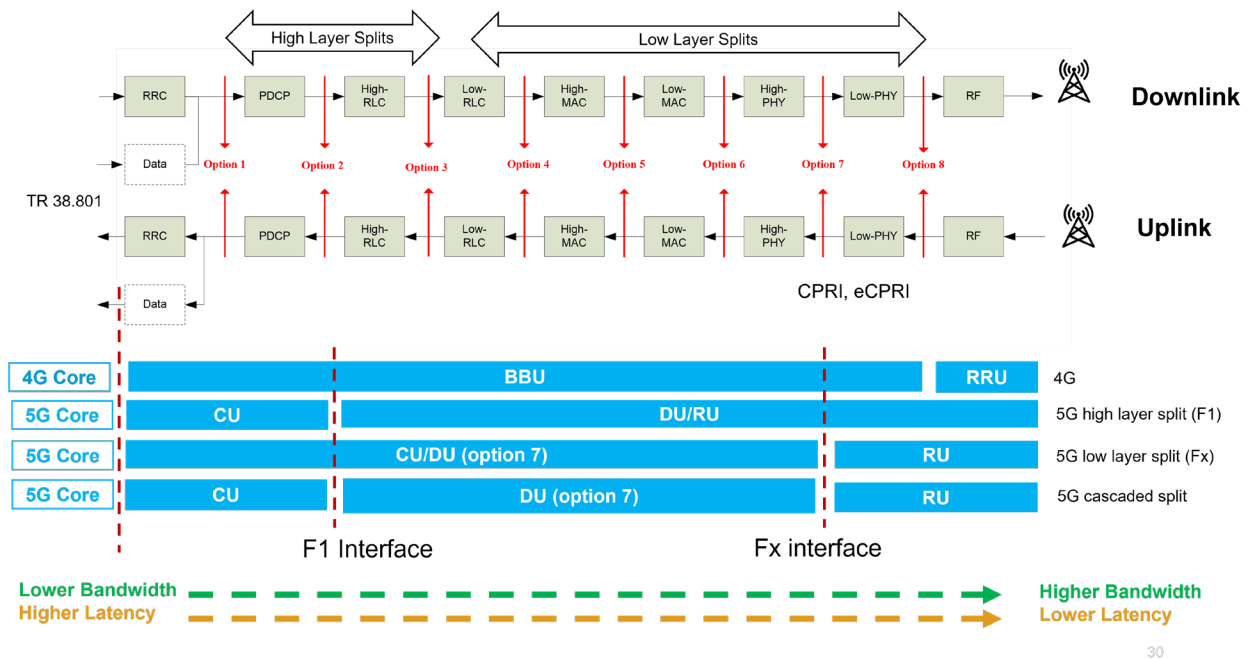 High Layer Splits
Low Layer Splits
RRC
PDCP
High-
RLC
Low-
RLC
High-
MAC
Low-
MAC
High-
PHY
Low-PHY
RF
Downlink
Data
Option 1
Option 2
Option 3
Option 4
Option 5
Option 6
Option 7
Option 8
TR 38.801
RRC
PDCP
High-
RLC
Low-
RLC
High-
MAC
Low-
MAC
High-
PHY
Low-PHY
RF
Uplink
Data
CPRI, eCPRI
4G Core
BBU
RRU
4G
5G Core
CU
DU/RU
5G high layer split (F1)
5G Core
CU/DU (option 7)
RU
5G low layer split (Fx)
5G Core
CU
DU (option 7)
RU
5G cascaded split
F1 Interface
Fx interface
Lower Bandwidth
Higher Bandwidth
Higher Latency
Lower Latency
30